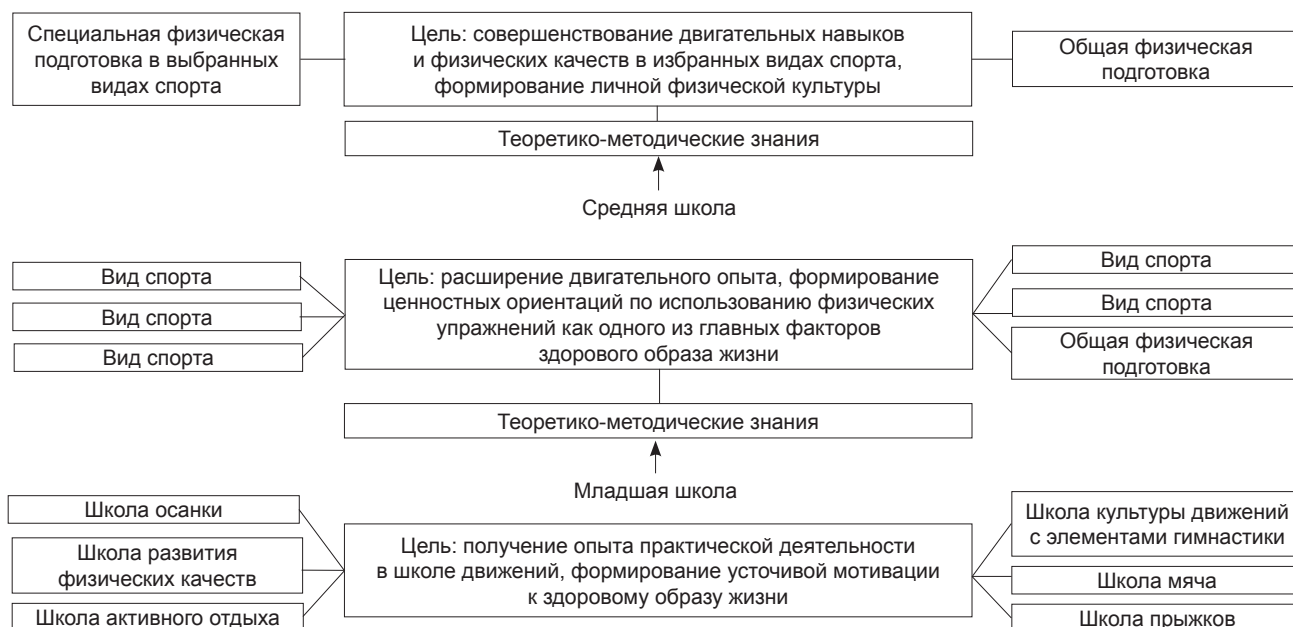 Специальная физическая
подготовка в выбранных
видах спорта
Цель: совершенствование двигательных навыков
и физических качеств в избранных видах спорта,
формирование личной физической культуры
Общая физическая
подготовка
Теоретико-методические знания
Средняя школа
Вид спорта
Вид спорта
Вид спорта
Цель: расширение двигательного опыта, формирование
ценностных ориентаций по использованию физических
упражнений как одного из главных факторов
здорового образа жизни
Вид спорта
Вид спорта
Общая физическая
подготовка
Теоретико-методические знания
Младшая школа
Школа осанки
Школа развития
физических качеств
Школа активного отдыха
Цель: получение опыта практической деятельности
в школе движений, формирование усточивой мотивации
к здоровому образу жизни
Школа культуры движений
с элементами гимнастики
Школа мяча
Школа прыжков